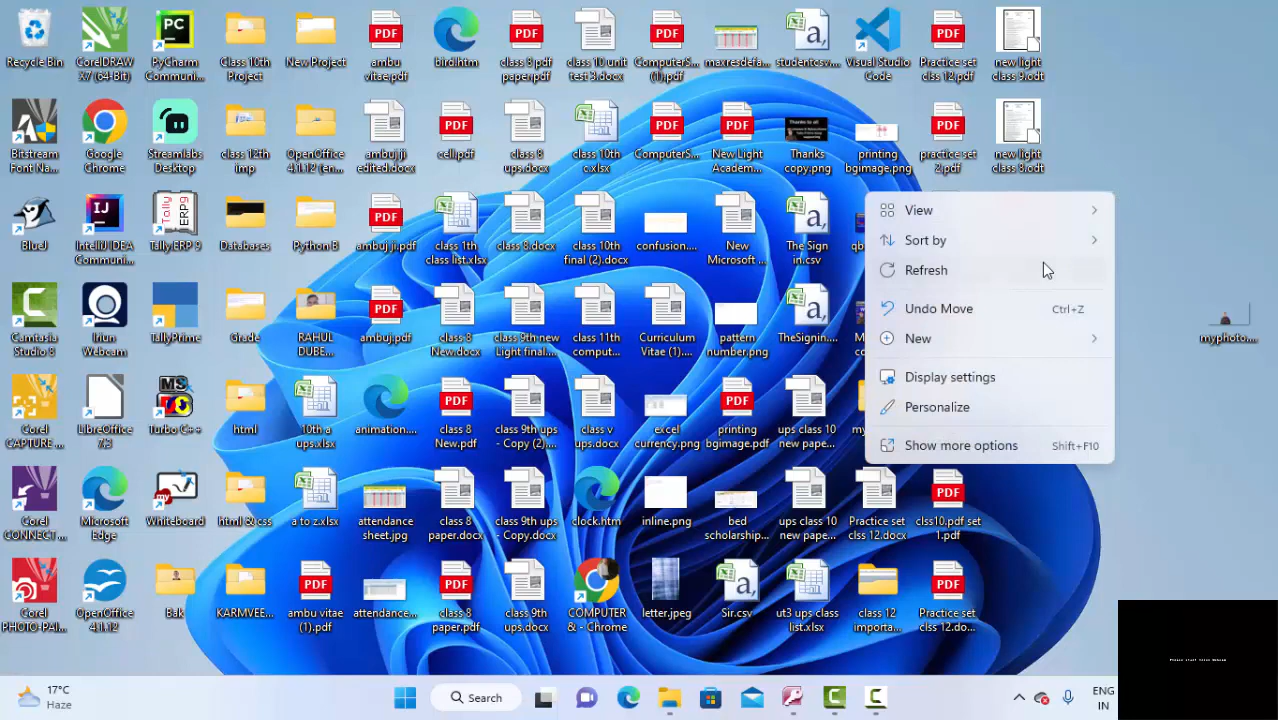 Recycle Bin
CorelDRAW
X7 (64-Bit)
PyCharm
Communi...
Class 10th
Project
New Project
ambu
vitae.pdf
bird.htm
class 8 pdf
paper.pdf
class 10 unit
test 3.docx
ComputerS...
(1).pdf
maxresdefa...
studentcsv....
Visual Studio
Code
Practice set
clss 12.pdf
new light
class 9.odt
Bitstream
Font Na...
Google
Chrome
Streamlabs
Desktop
class 12th
imp
OpenOffice
4.1.12 (en...
ambuj ji
edited.docx
cell.pdf
class 8
ups.docx
class 10th
c.xlsx
ComputerS...
New Light
Academ...
Thanks
copy.png
printing
bgimage.png
practice set
2.pdf
new light
class 8.odt
BlueJ
IntelliJ IDEA
Communi...
Tally.ERP 9
Databases
Python B
ambuj ji.pdf
class 1th
class list.xlsx
class 8.docx
class 10th
final (2).docx
confusion....
New
Microsoft ...
The Sign
in.csv
Camtasia
Studio 8
Iriun
Webcam
TallyPrime
Grade
RAHUL
DUBE...
ambuj.pdf
class 8
New.docx
class 9th new
Light final....
class 11th
comput...
Curriculum
Vitae (1)....
pattern
number.png
TheSignin....
myphoto....
Corel
CAPTURE ...
LibreOffice
7.3
Turbo C++
html
10th a
ups.xlsx
animation....
class 8
New.pdf
class 9th ups
- Copy (2)....
class v
ups.docx
excel
currency.png
printing
bgimage.pdf
ups class 10
new pape...
Corel
CONNECT ...
Microsoft
Edge
Whiteboard
html & css
a to z.xlsx
attendance
sheet.jpg
class 8
paper.docx
class 9th ups
- Copy.docx
clock.htm
inline.png
bed
scholarship...
ups class 10
new pape...
Practice set
clss 12.docx
clss10.pdf set
1.pdf
Corel
PHOTO-PAI...
OpenOffice
4.1.12
Bak
KARMVEE...
ambu vitae
(1).pdf
attendance...
class 8
paper.pdf
class 9th
ups.docx
COMPUTER
& - Chrome
letter.jpeg
Sir.csv
ut3 ups class
list.xlsx
class 12
importa...
Practice set
clss 12.do...
View
Sort by
Refresh
Undo Move Ctrl+Z
New
Display settings
Personalize
Show more options Shift+F10
17°C
Haze
Search
ENG
IN